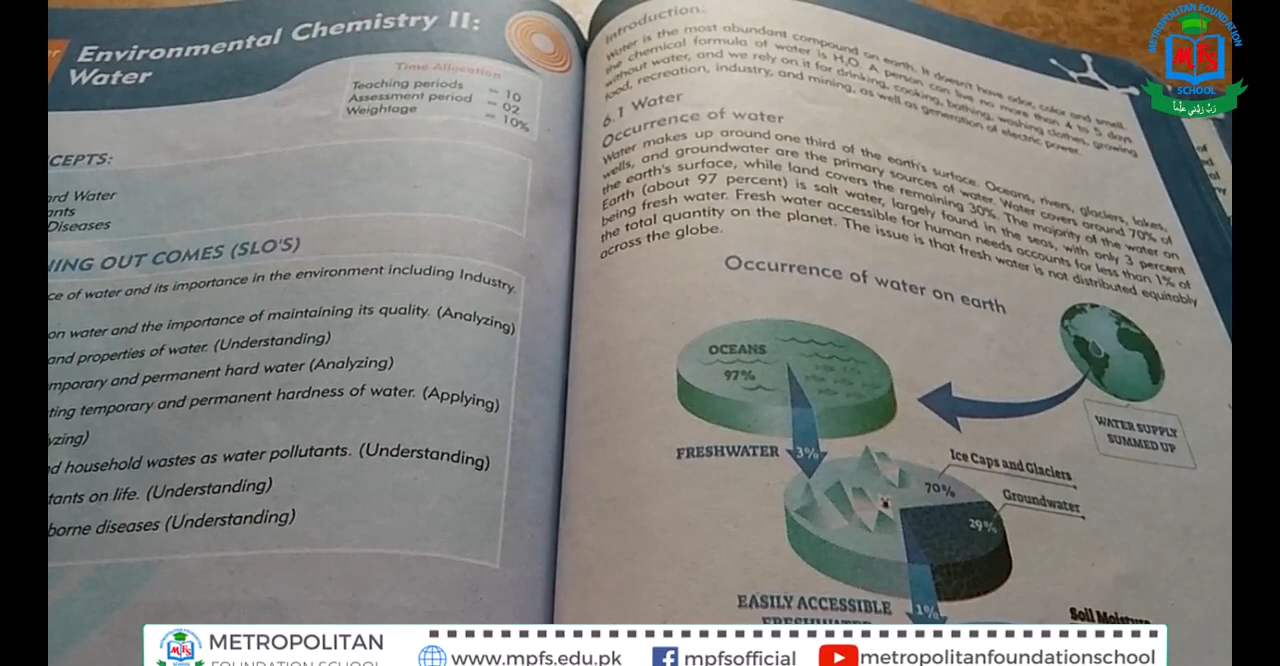 Environmental Chemistry II:
Water
Time Allocation
Teaching periods = 10
Assessment period = 02
Weightage = 10%
CEPTS:
ard Water
ants
Diseases
NING OUT COMES (SLO'S)
ce of water and its importance in the environment including Industry.
on water and the importance of maintaining its quality. (Analyzing)
and properties of water. (Understanding)
mporary and permanent hard water (Analyzing)
ting temporary and permanent hardness of water. (Applying)
yzing)
d household wastes as water pollutants. (Understanding)
tants on life. (Understanding)
borne diseases (Understanding)
Introduction:
Water is the most abundant compound on earth. It doesn't have odor, color and smell.
the chemical formula of water is H₂O. A person can live no more than 4 to 5 days
without water, and we rely on it for drinking, cooking, bathing, washing clothes, growing
food, recreation, industry, and mining, as well as generation of electric power.
6.1 Water
Occurrence of water
Water makes up around one third of the earth's surface. Oceans, rivers, glaciers, lakes,
wells, and groundwater are the primary sources of water. Water covers around 70% of
the earth's surface, while land covers the remaining 30%. The majority of the water on
Earth (about 97 percent) is salt water, largely found in the seas, with only 3 percent
being fresh water. Fresh water accessible for human needs accounts for less than 1% of
the total quantity on the planet. The issue is that fresh water is not distributed equitably
across the globe.
Occurrence of water on earth
OCEANS
97%
WATER SUPPLY
SUMMED UP
FRESHWATER 3%
Ice Caps and Glaciers
70%
Groundwater
29%
EASILY ACCESSIBLE
FRESHWATER
1%
Soil Moisture
METROPOLITAN FOUNDATION
MFS
SCHOOL
رَبِّ زِدْنِي عِلْماً
METROPOLITAN
FOUNDATION SCHOOL
www.mpfs.edu.pk
mpfsofficial
metropolitanfoundationschool